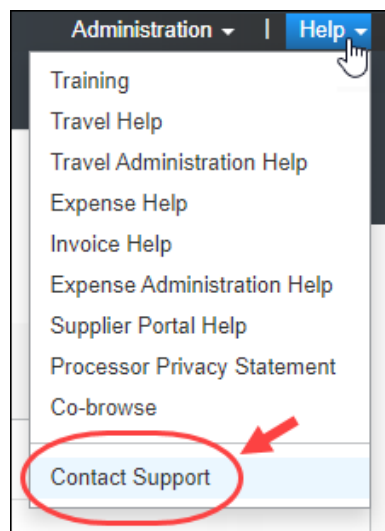 Administration | Help
Training
Travel Help
Travel Administration Help
Expense Help
Invoice Help
Expense Administration Help
Supplier Portal Help
Processor Privacy Statement
Co-browse
Contact Support